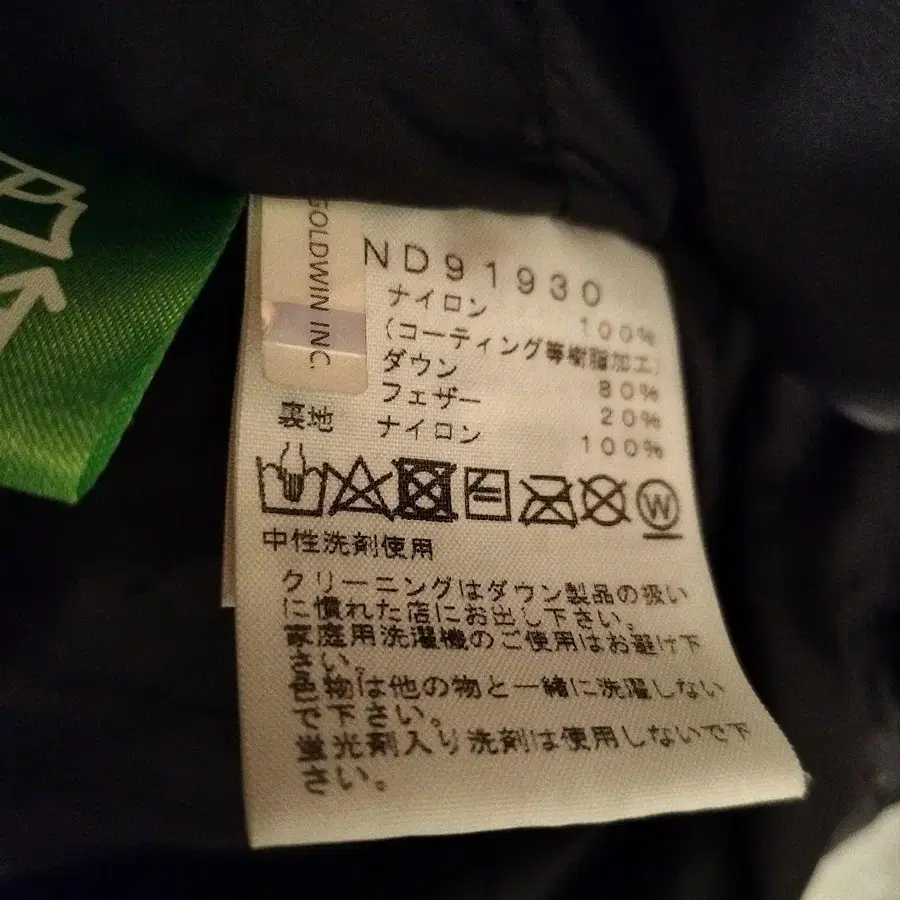 GOLDWIN INC.
ND91930
ナイロン 100%
(コーティング等樹脂加工)
ダウン 80%
フェザー 20%
裏地 ナイロン 100%
W
中性洗剤使用
クリーニングはダウン製品の扱い
に慣れた店にお出し下さい。
家庭用洗濯機のご使用はお避け下
さい。
色物は他の物と一緒に洗濯しない
で下さい。
蛍光剤入り洗剤は使用しないで下
さい。